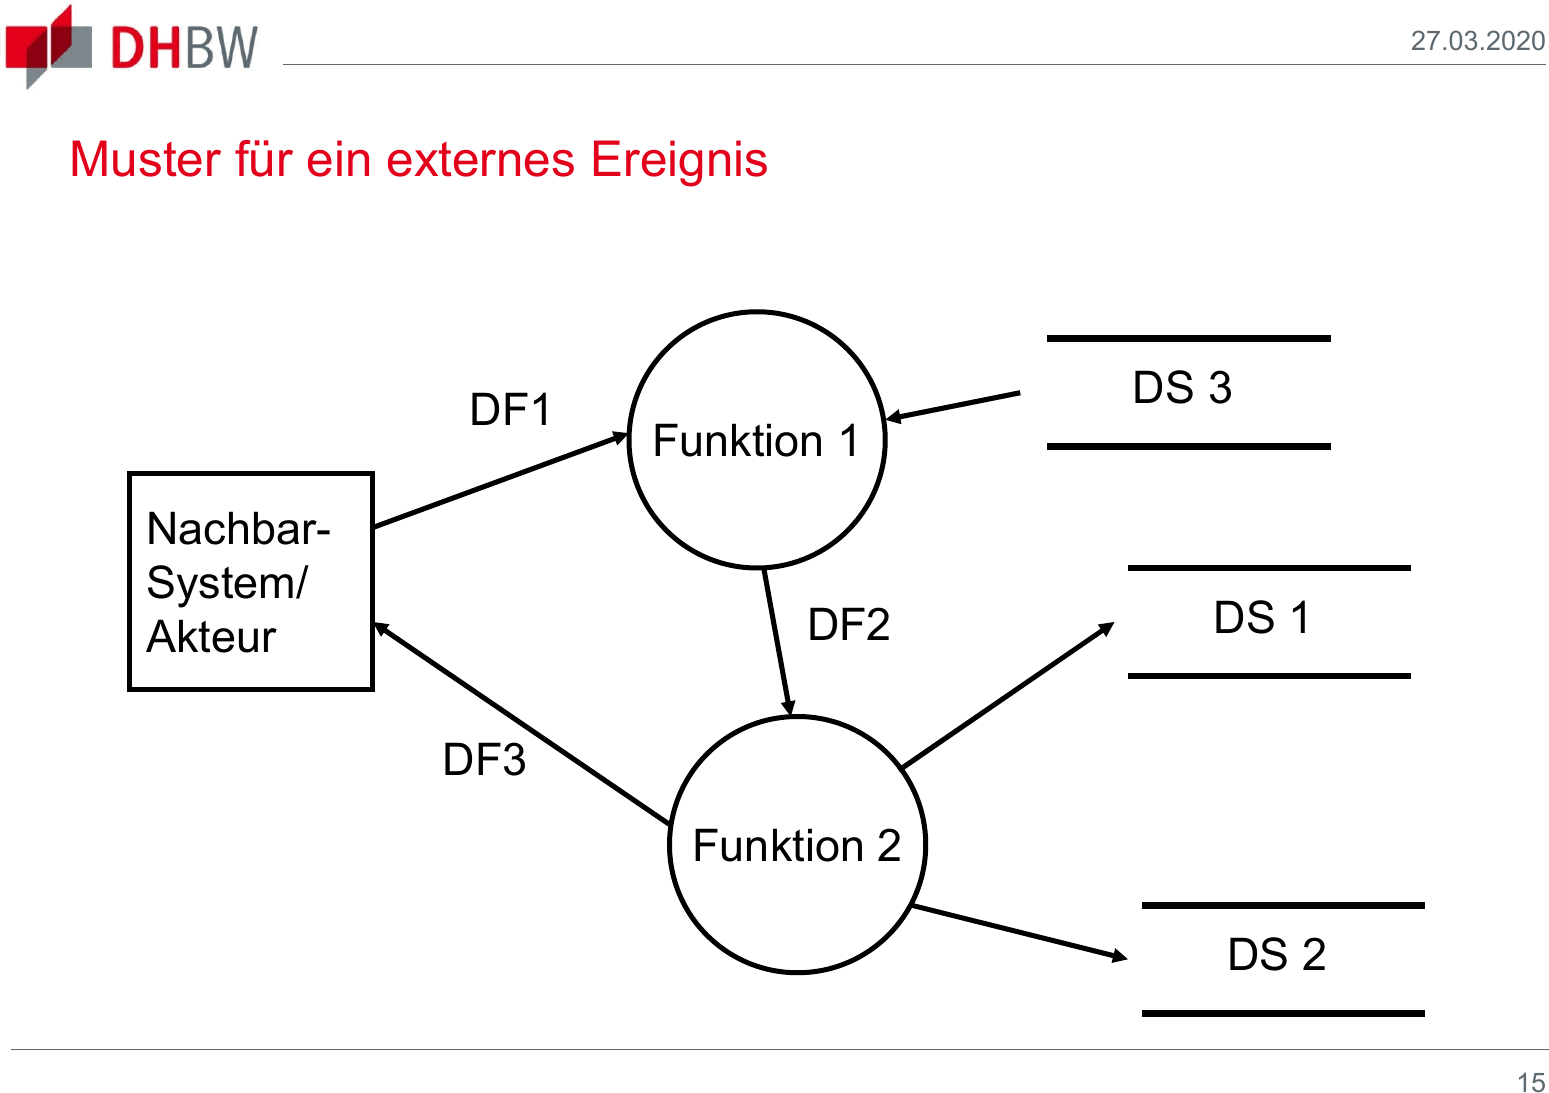 DHBW
27.03.2020
Muster für ein externes Ereignis
DF1
Funktion 1
DS 3
Nachbar-
System/
Akteur
DF2
DS 1
DF3
Funktion 2
DS 2
15